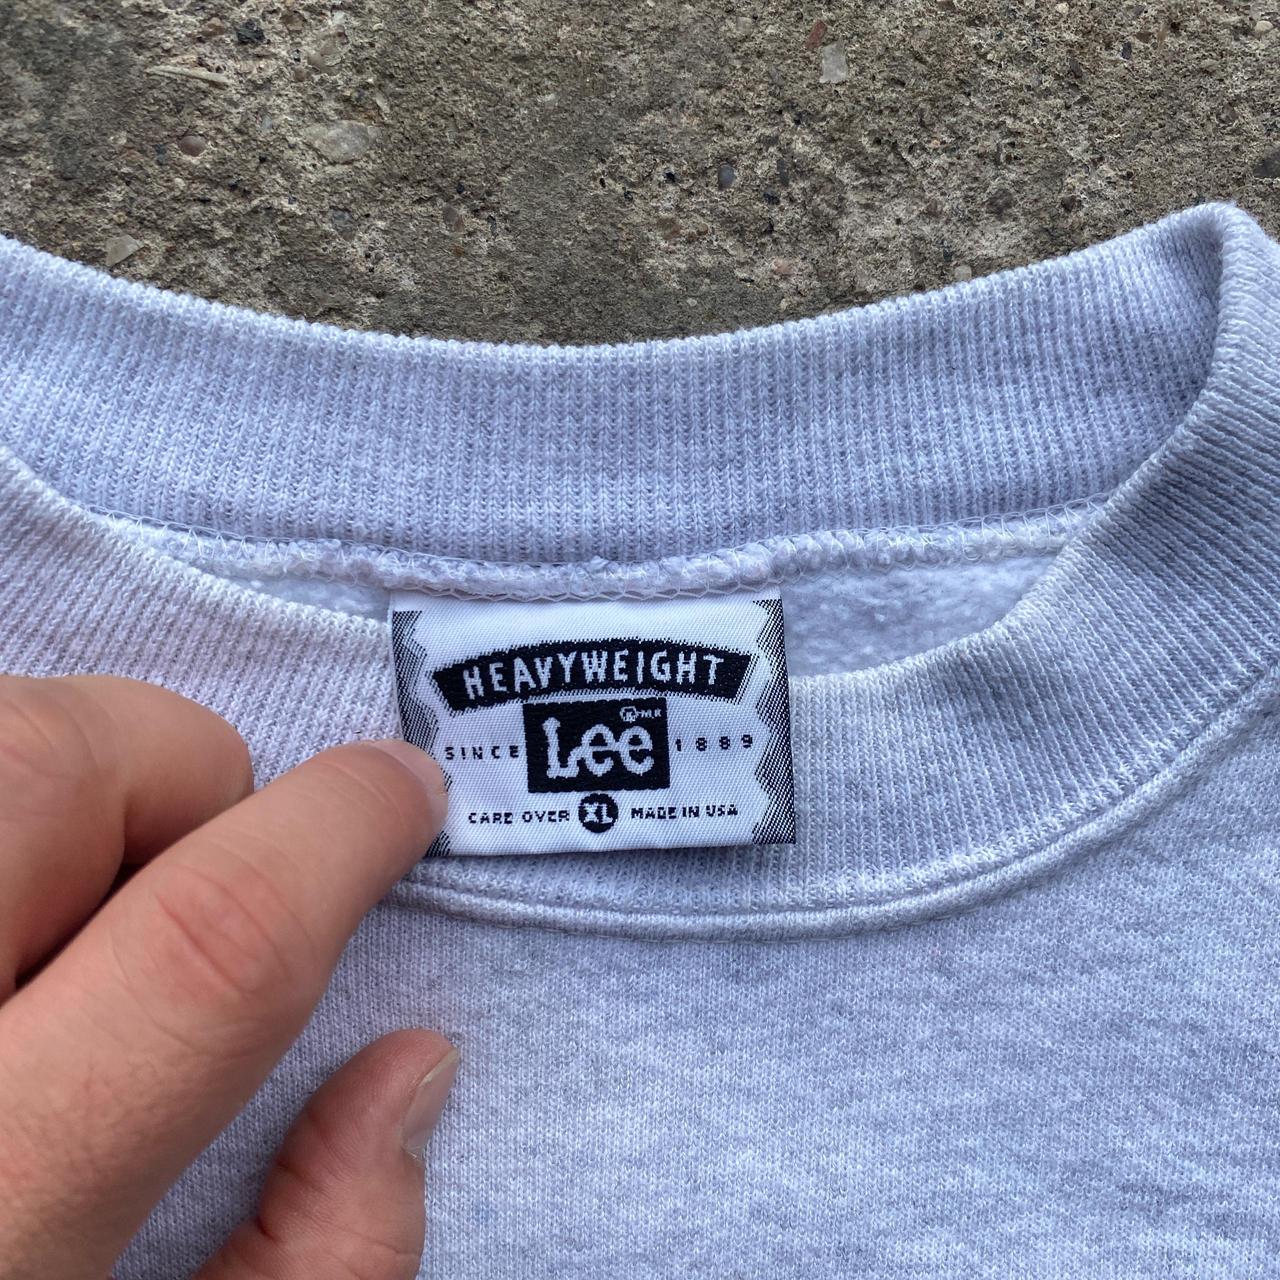 HEAVYWEIGHT
Lee ® M.R.
SINCE 1889
CARE OVER XL MADE IN USA